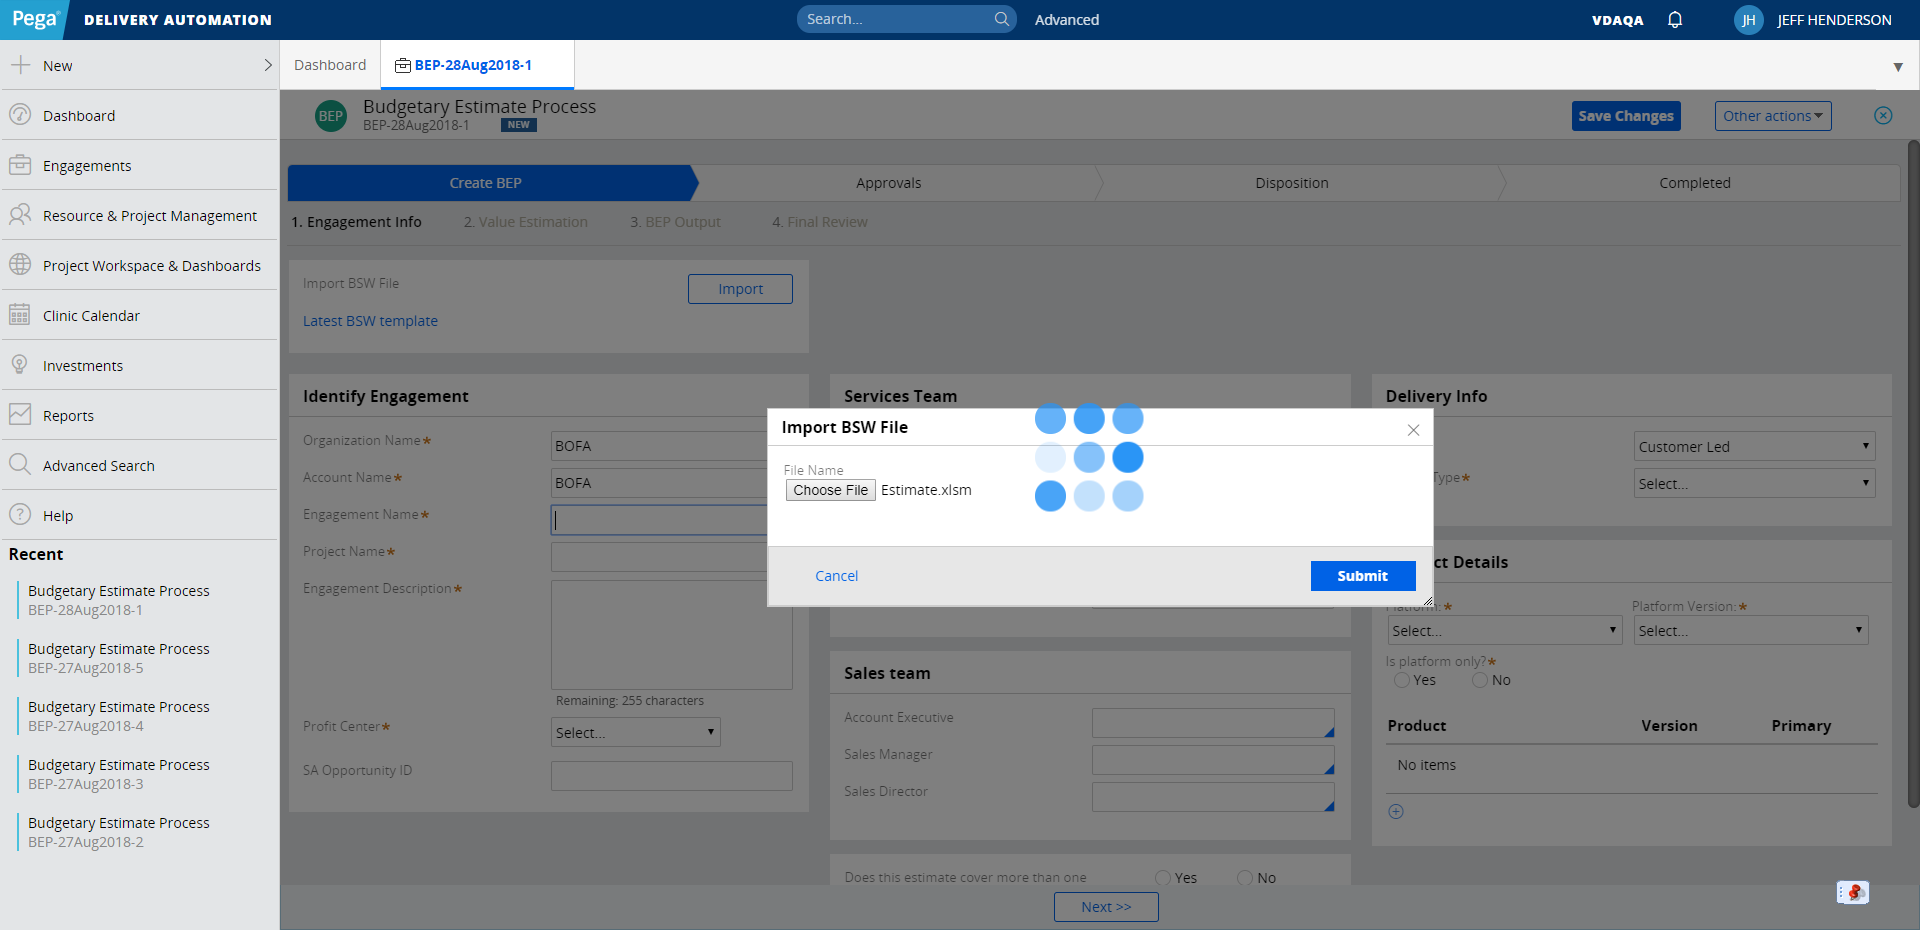 Pega DELIVERY AUTOMATION
Search...
Advanced
VDAQA
JH JEFF HENDERSON
New
Dashboard
Engagements
Resource & Project Management
Project Workspace & Dashboards
Clinic Calendar
Investments
Reports
Advanced Search
Help
Recent
Budgetary Estimate Process
BEP-28Aug2018-1
Budgetary Estimate Process
BEP-27Aug2018-5
Budgetary Estimate Process
BEP-27Aug2018-4
Budgetary Estimate Process
BEP-27Aug2018-3
Budgetary Estimate Process
BEP-27Aug2018-2
Dashboard
BEP-28Aug2018-1
BEP
Budgetary Estimate Process
BEP-28Aug2018-1 NEW
Save Changes
Other actions
Create BEP
Approvals
Disposition
Completed
1. Engagement Info
2. Value Estimation
3. BEP Output
4. Final Review
Import BSW File
Import
Latest BSW template
Identify Engagement
Organization Name*
BOFA
Account Name*
BOFA
Engagement Name*
Project Name*
Engagement Description*
Remaining: 255 characters
Profit Center*
Select...
SA Opportunity ID
Services Team
Import BSW File
File Name
Choose File Estimate.xlsm
Cancel
Submit
Sales team
Account Executive
Sales Manager
Sales Director
Does this estimate cover more than one
Yes
No
Delivery Info
Customer Led
Type*
Select...
ct Details
Platform:*
Select...
Platform Version:*
Select...
Is platform only?*
Yes
No
Product
Version
Primary
No items
Next >>